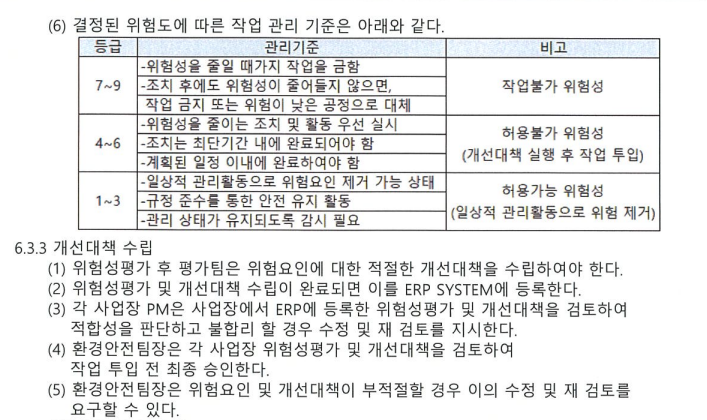 (6) 결정된 위험도에 따른 작업 관리 기준은 아래와 같다.
등급 관리기준 비고
7~9
-위험성을 줄일 때가지 작업을 금함
-조치 후에도 위험성이 줄어들지 않으면,
작업 금지 또는 위험이 낮은 공정으로 대체
작업불가 위험성
4~6
-위험성을 줄이는 조치 및 활동 우선 실시
-조치는 최단기간 내에 완료되어야 함
-계획된 일정 이내에 완료하여야 함
허용불가 위험성
(개선대책 실행 후 작업 투입)
1~3
-일상적 관리활동으로 위험요인 제거 가능 상태
-규정 준수를 통한 안전 유지 활동
-관리 상태가 유지되도록 감시 필요
허용가능 위험성
(일상적 관리활동으로 위험 제거)
6.3.3 개선대책 수립
(1) 위험성평가 후 평가팀은 위험요인에 대한 적절한 개선대책을 수립하여야 한다.
(2) 위험성평가 및 개선대책 수립이 완료되면 이를 ERP SYSTEM에 등록한다.
(3) 각 사업장 PM은 사업장에서 ERP에 등록한 위험성평가 및 개선대책을 검토하여
적합성을 판단하고 불합리 할 경우 수정 및 재 검토를 지시한다.
(4) 환경안전팀장은 각 사업장 위험성평가 및 개선대책을 검토하여
작업 투입 전 최종 승인한다.
(5) 환경안전팀장은 위험요인 및 개선대책이 부적절할 경우 이의 수정 및 재 검토를
요구할 수 있다.